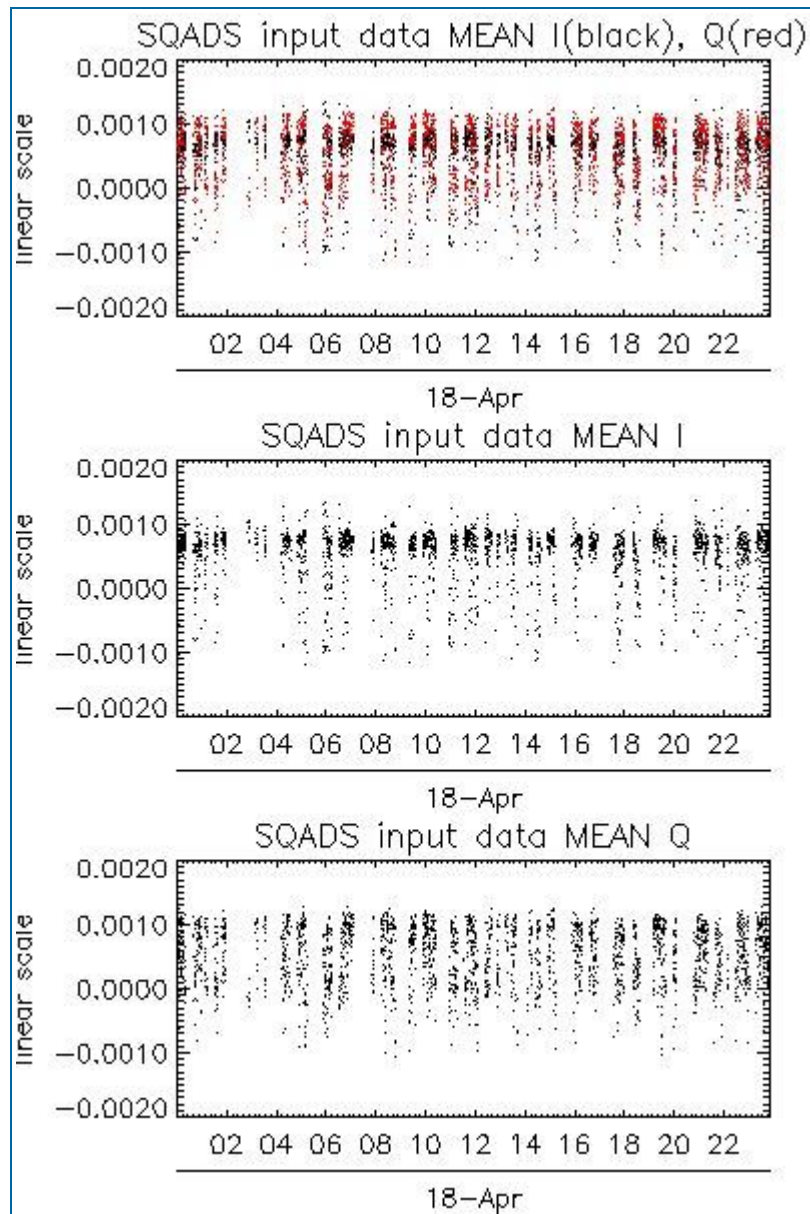 SQADS input data MEAN I(black), Q(red)
0.0020
0.0010
0.0000
-0.0010
-0.0020
linear scale
02 04 06 08 10 12 14 16 18 20 22
18-Apr
SQADS input data MEAN I
0.0020
0.0010
0.0000
-0.0010
-0.0020
linear scale
02 04 06 08 10 12 14 16 18 20 22
18-Apr
SQADS input data MEAN Q
0.0020
0.0010
0.0000
-0.0010
-0.0020
linear scale
02 04 06 08 10 12 14 16 18 20 22
18-Apr